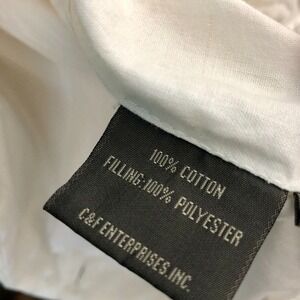 100% COTTON
FILLING:100% POLYESTER
C&F ENTERPRISES.INC.